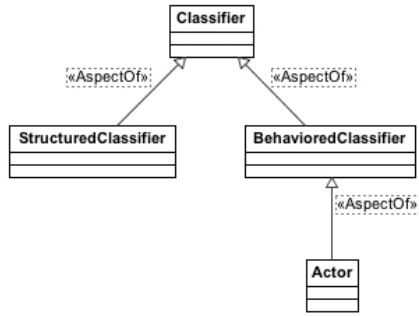 Classifier
«AspectOf»
«AspectOf»
StructuredClassifier
BehavioredClassifier
«AspectOf»
Actor